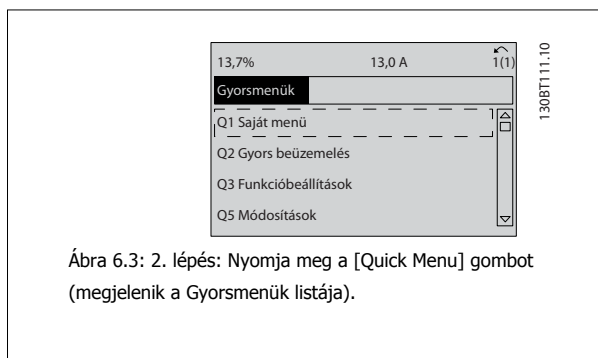 13,7% 13,0 A 1(1)
Gyorsmenük
Q1 Saját menü
Q2 Gyors beüzemelés
Q3 Funkcióbeállítások
Q5 Módosítások
130BT111.10
Ábra 6.3: 2. lépés: Nyomja meg a [Quick Menu] gombot
(megjelenik a Gyorsmenük listája).